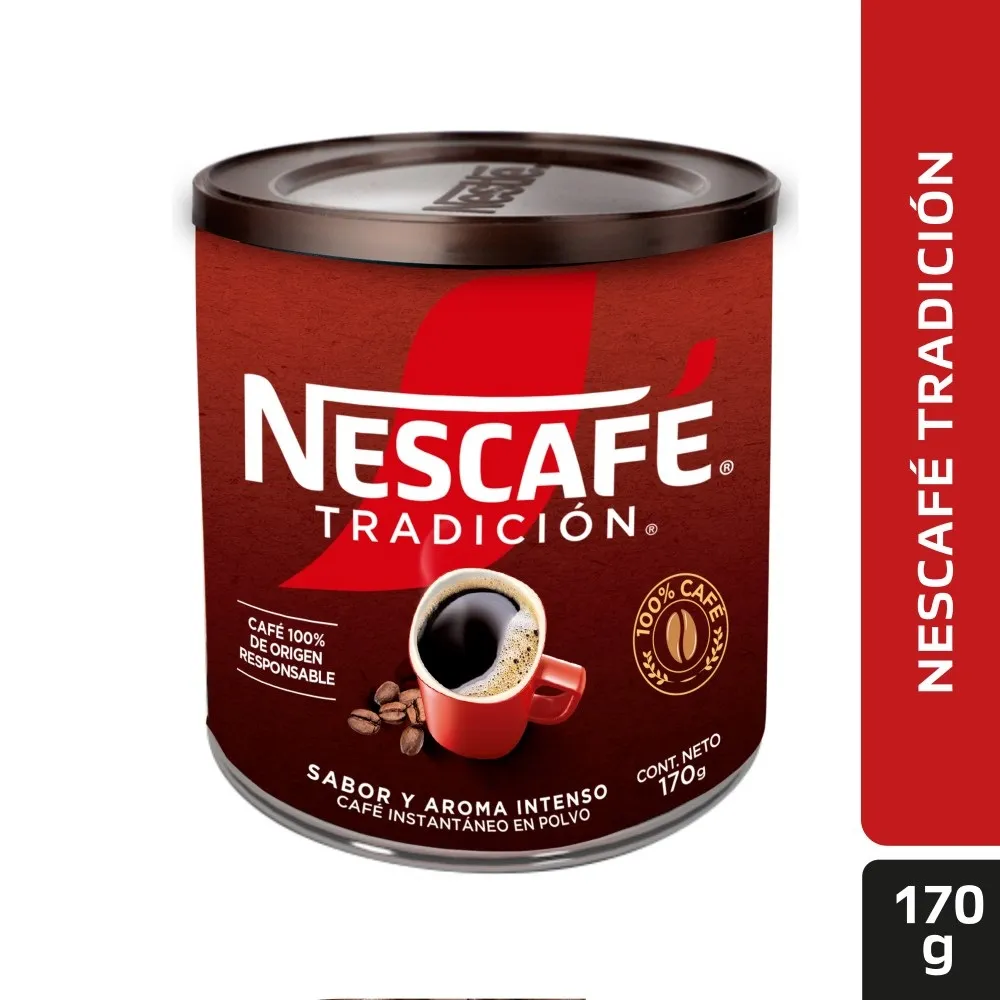 Nestlé
NESCAFÉ®
TRADICIÓN®
CAFÉ 100%
DE ORIGEN
RESPONSABLE
100% CAFÉ
SABOR Y AROMA INTENSO
CAFÉ INSTANTÁNEO EN POLVO
CONT. NETO
170g
NESCAFÉ TRADICIÓN
170
g